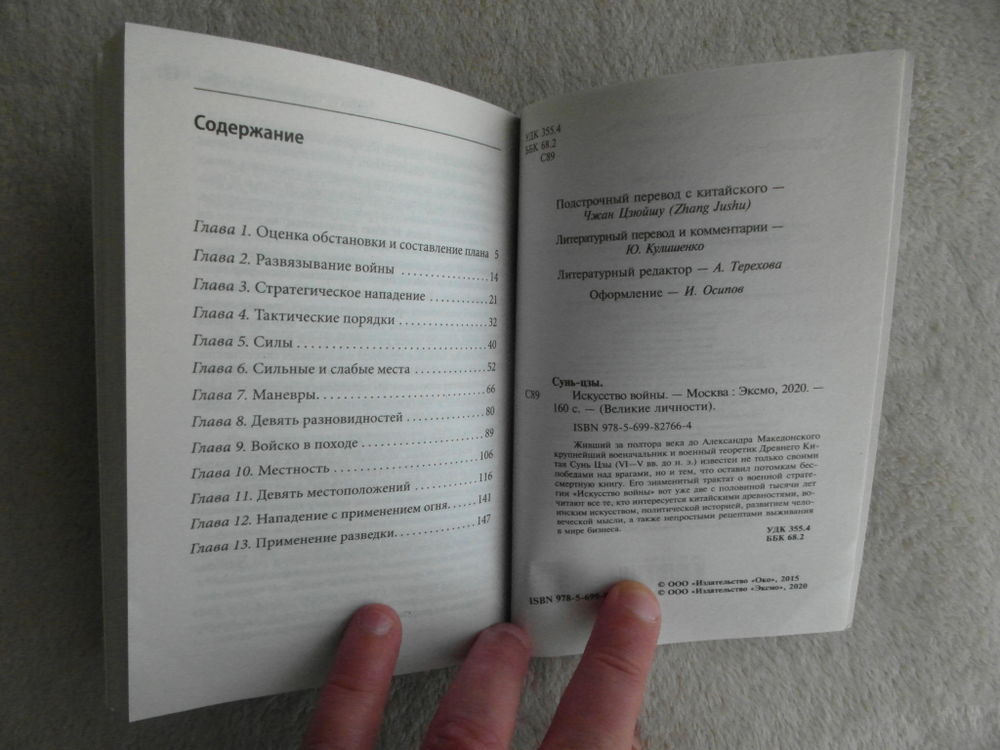 Содержание
Глава 1. Оценка обстановки и составление плана 5
Глава 2. Развязывание войны ............... 14
Глава 3. Стратегическое нападение .......... 21
Глава 4. Тактические порядки ............... 32
Глава 5. Силы .............................. 40
Глава 6. Сильные и слабые места ............ 52
Глава 7. Маневры............................ 66
Глава 8. Девять разновидностей ............. 80
Глава 9. Войско в походе ................... 89
Глава 10. Местность ........................ 106
Глава 11. Девять местоположений ............ 116
Глава 12. Нападение с применением огня...... 141
Глава 13. Применение разведки............... 147
УДК 355.4
ББК 68.2
С89
Подстрочный перевод с китайского —
Чжан Цзюйшу (Zhang Jushu)
Литературный перевод и комментарии —
Ю. Кулишенко
Литературный редактор — А. Терехова
Оформление — И. Осипов
Сунь-цзы.
С89 Искусство войны. — Москва : Эксмо, 2020. —
160 с. — (Великие личности).
ISBN 978-5-699-82766-4
Живший за полтора века до Александра Македонского
крупнейший военачальник и военный теоретик Древнего Ки-
тая Сунь Цзы (VI—V вв. до н. э.) известен не только своими
победами над врагами, но и тем, что оставил потомкам бес-
смертную книгу. Его знаменитый трактат о военной страте-
гии «Искусство войны» вот уже две с половиной тысячи лет
читают все те, кто интересуется китайскими древностями, во-
инским искусством, политической историей, развитием чело-
веческой мысли, а также непростыми рецептами выживания
в мире бизнеса.
УДК 355.4
ББК 68.2
© ООО «Издательство «Око», 2015
ISBN 978-5-699-8 © ООО «Издательство «Эксмо», 2020